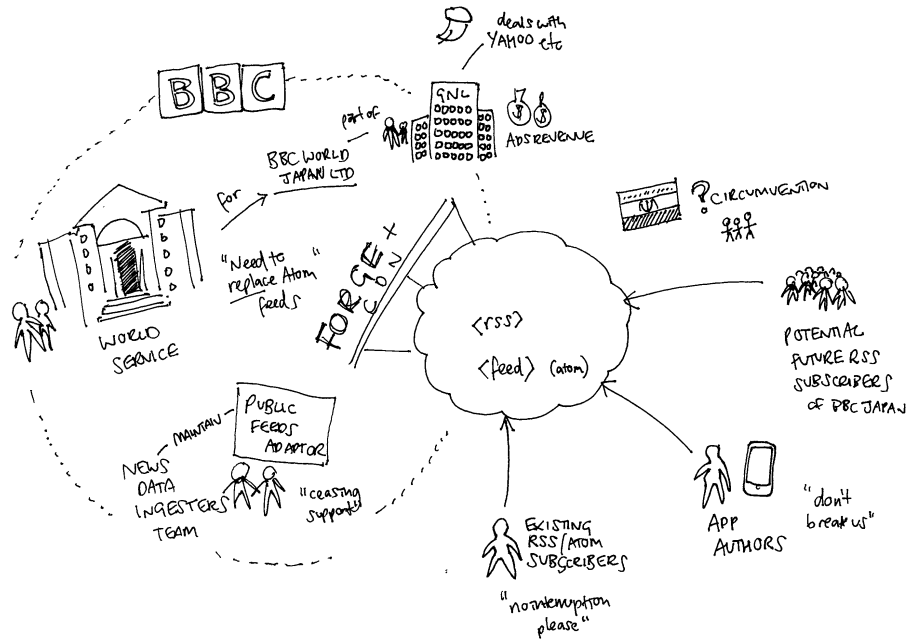 deals with
YAHOO etc
BBC
GNL
part of
BBC WORLD
JAPAN LTD
ADS REVENUE
for
? CIRCUMVENTION
"Need to
replace Atom"
feeds
FORGE +
CDN
WORLD
SERVICE
<rss>
<feed> (atom)
POTENTIAL
FUTURE RSS
SUBSCRIBERS
OF BBC JAPAN
PUBLIC
FEEDS
ADAPTOR
MAINTAIN
NEWS
DATA
INGESTERS
TEAM
"ceasing
support"
APP
AUTHORS
"don't
break us"
EXISTING
RSS/ATOM
SUBSCRIBERS
"no interruption
please"